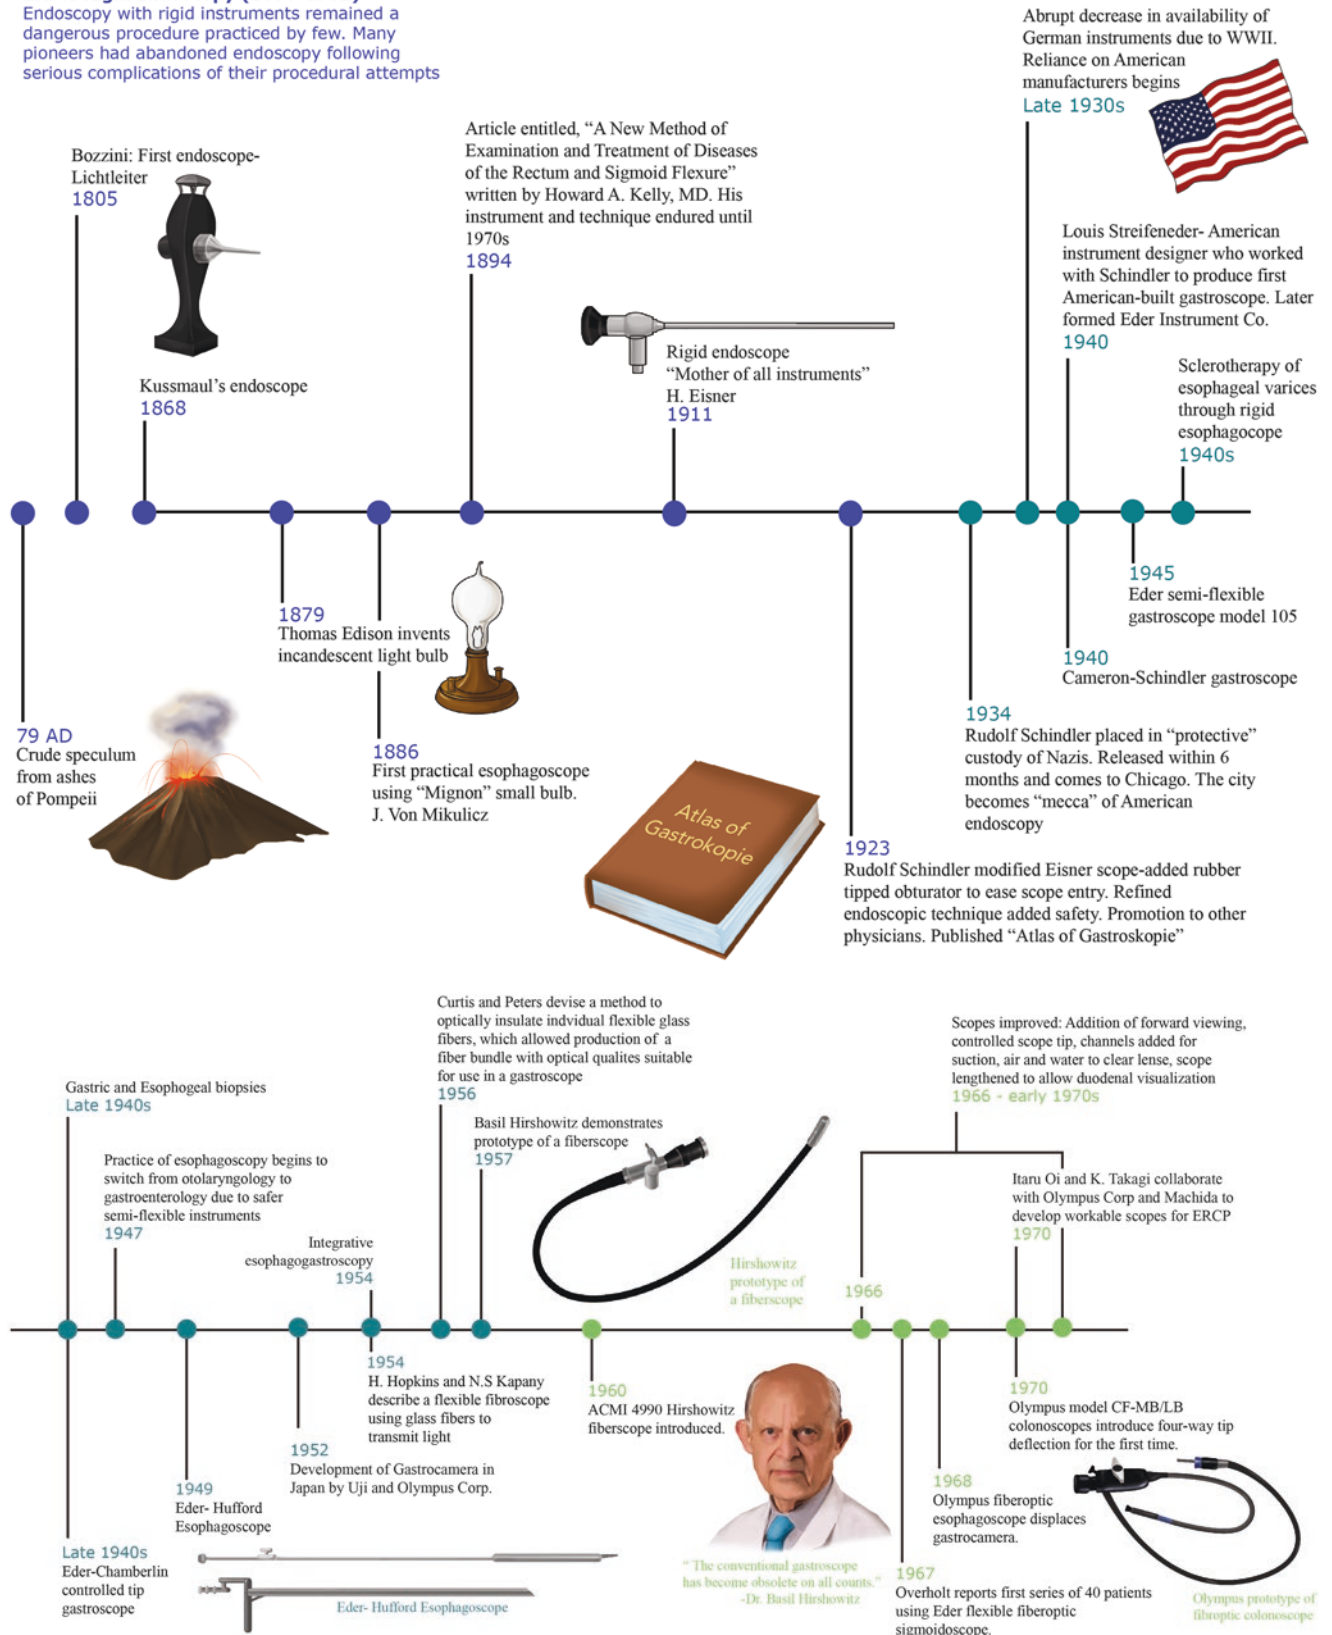 Endoscopy with rigid instruments remained a
dangerous procedure practiced by few. Many
pioneers had abandoned endoscopy following
serious complications of their procedural attempts
Abrupt decrease in availability of
German instruments due to WWII.
Reliance on American
manufacturers begins
Late 1930s
Article entitled, “A New Method of
Examination and Treatment of Diseases
of the Rectum and Sigmoid Flexure”
written by Howard A. Kelly, MD. His
instrument and technique endured until
1970s
1894
Bozzini: First endoscope-
Lichtleiter
1805
Louis Streifeneder- American
instrument designer who worked
with Schindler to produce first
American-built gastroscope. Later
formed Eder Instrument Co.
1940
Rigid endoscope
“Mother of all instruments”
H. Eisner
1911
Sclerotherapy of
esophageal varices
through rigid
esophagocope
1940s
Kussmaul’s endoscope
1868
1945
Eder semi-flexible
gastroscope model 105
1879
Thomas Edison invents
incandescent light bulb
1940
Cameron-Schindler gastroscope
1934
Rudolf Schindler placed in “protective”
custody of Nazis. Released within 6
months and comes to Chicago. The city
becomes “mecca” of American
endoscopy
79 AD
Crude speculum
from ashes
of Pompeii
1886
First practical esophagoscope
using “Mignon” small bulb.
J. Von Mikulicz
Atlas of
Gastrokopie
1923
Rudolf Schindler modified Eisner scope-added rubber
tipped obturator to ease scope entry. Refined
endoscopic technique added safety. Promotion to other
physicians. Published “Atlas of Gastroskopie”
Curtis and Peters devise a method to
optically insulate indvidual flexible glass
fibers, which allowed production of a
fiber bundle with optical qualites suitable
for use in a gastroscope
1956
Scopes improved: Addition of forward viewing,
controlled scope tip, channels added for
suction, air and water to clear lense, scope
lengthened to allow duodenal visualization
1966 - early 1970s
Gastric and Esophogeal biopsies
Late 1940s
Basil Hirshowitz demonstrates
prototype of a fiberscope
1957
Practice of esophagoscopy begins to
switch from otolaryngology to
gastroenterology due to safer
semi-flexible instruments
1947
Itaru Oi and K. Takagi collaborate
with Olympus Corp and Machida to
develop workable scopes for ERCP
1970
Integrative
esophagogastroscopy
1954
Hirshowitz
prototype of
a fiberscope
1966
1954
H. Hopkins and N.S Kapany
describe a flexible fibroscope
using glass fibers to
transmit light
1960
ACMI 4990 Hirshowitz
fiberscope introduced.
1970
Olympus model CF-MB/LB
colonoscopes introduce four-way tip
deflection for the first time.
1952
Development of Gastrocamera in
Japan by Uji and Olympus Corp.
1949
Eder- Hufford
Esophagoscope
1968
Olympus fiberoptic
esophagoscope displaces
gastrocamera.
Late 1940s
Eder-Chamberlin
controlled tip
gastroscope
Eder- Hufford Esophagoscope
“ The conventional gastroscope
has become obsolete on all counts.”
-Dr. Basil Hirshowitz
1967
Overholt reports first series of 40 patients
using Eder flexible fiberoptic
sigmoidoscope.
Olympus prototype of
fibroptic colonoscope